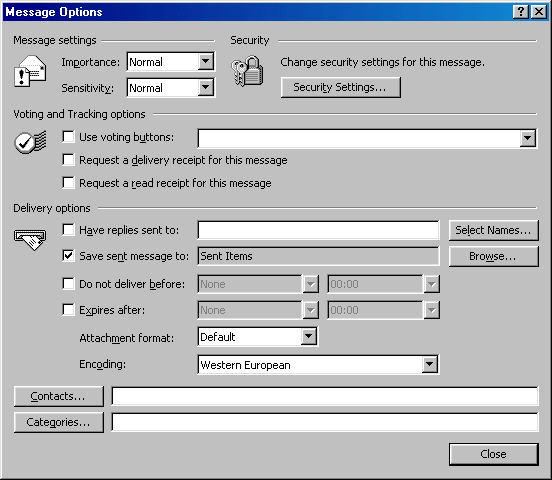 Message Options
Message settings
Security
Importance: Normal
Change security settings for this message.
Sensitivity: Normal
Security Settings...
Voting and Tracking options
Use voting buttons:
Request a delivery receipt for this message
Request a read receipt for this message
Delivery options
Have replies sent to:
Select Names...
Save sent message to: Sent Items
Browse...
Do not deliver before: None 00:00
Expires after: None 00:00
Attachment format: Default
Encoding: Western European
Contacts...
Categories...
Close